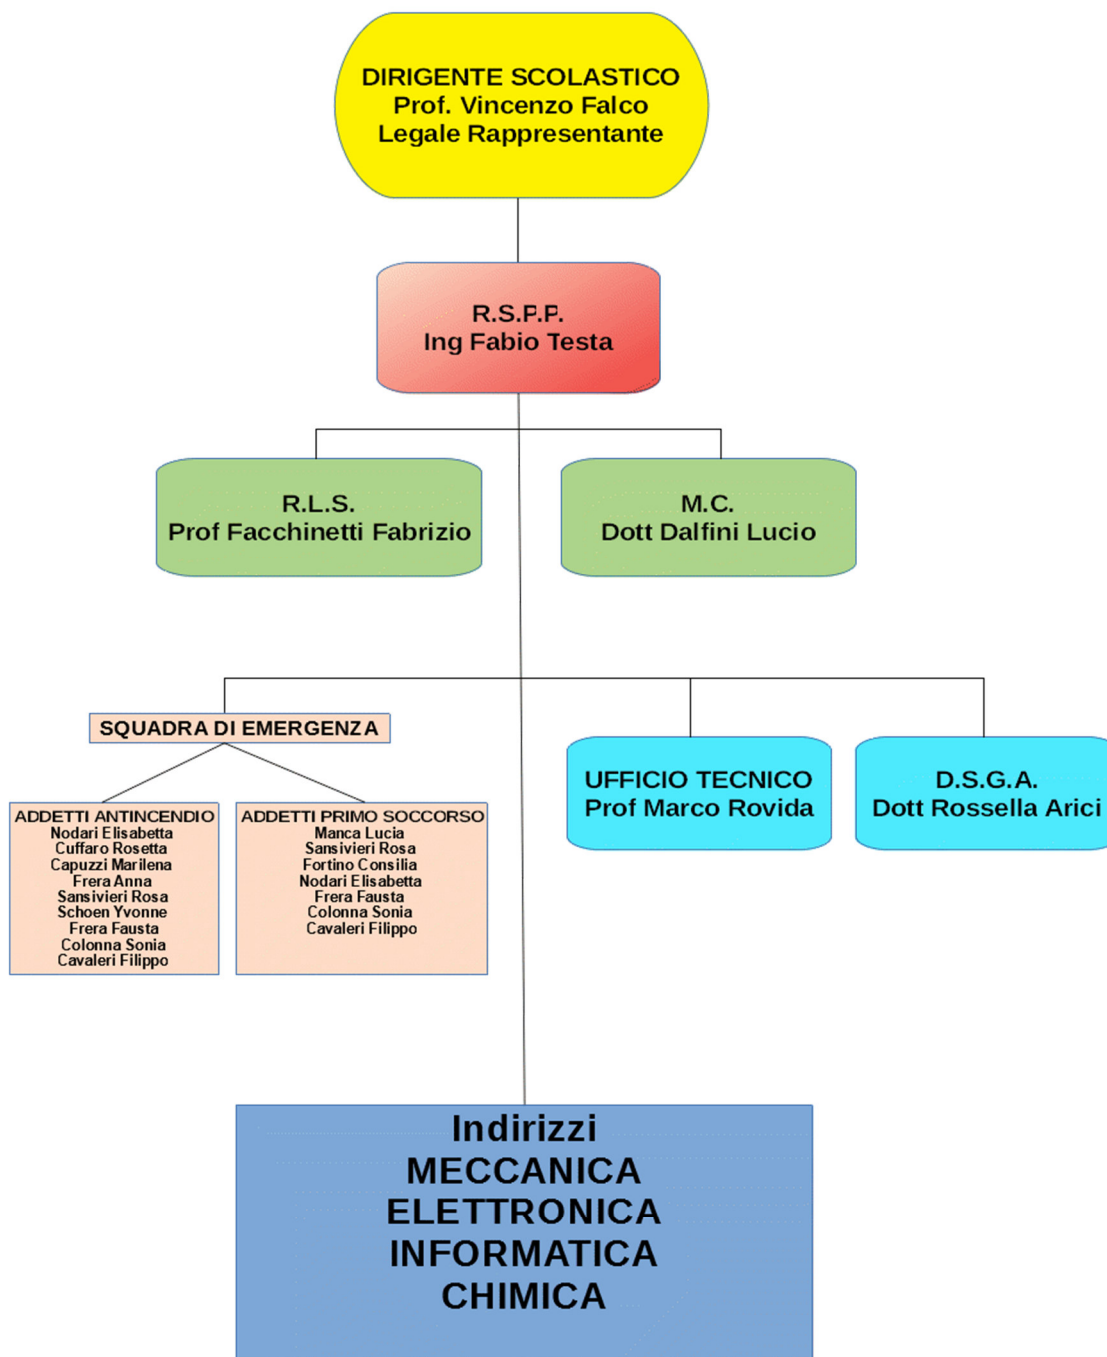 DIRIGENTE SCOLASTICO
Prof. Vincenzo Falco
Legale Rappresentante
R.S.P.P.
Ing Fabio Testa
R.L.S.
Prof Facchinetti Fabrizio
M.C.
Dott Dalfini Lucio
SQUADRA DI EMERGENZA
UFFICIO TECNICO
Prof Marco Rovida
D.S.G.A.
Dott Rossella Arici
ADDETTI ANTINCENDIO
Nodari Elisabetta
Cuffaro Rosetta
Capuzzi Marilena
Frera Anna
Sansivieri Rosa
Schoen Yvonne
Frera Fausta
Colonna Sonia
Cavaleri Filippo
ADDETTI PRIMO SOCCORSO
Manca Lucia
Sansivieri Rosa
Fortino Consilia
Nodari Elisabetta
Frera Fausta
Colonna Sonia
Cavaleri Filippo
Indirizzi
MECCANICA
ELETTRONICA
INFORMATICA
CHIMICA